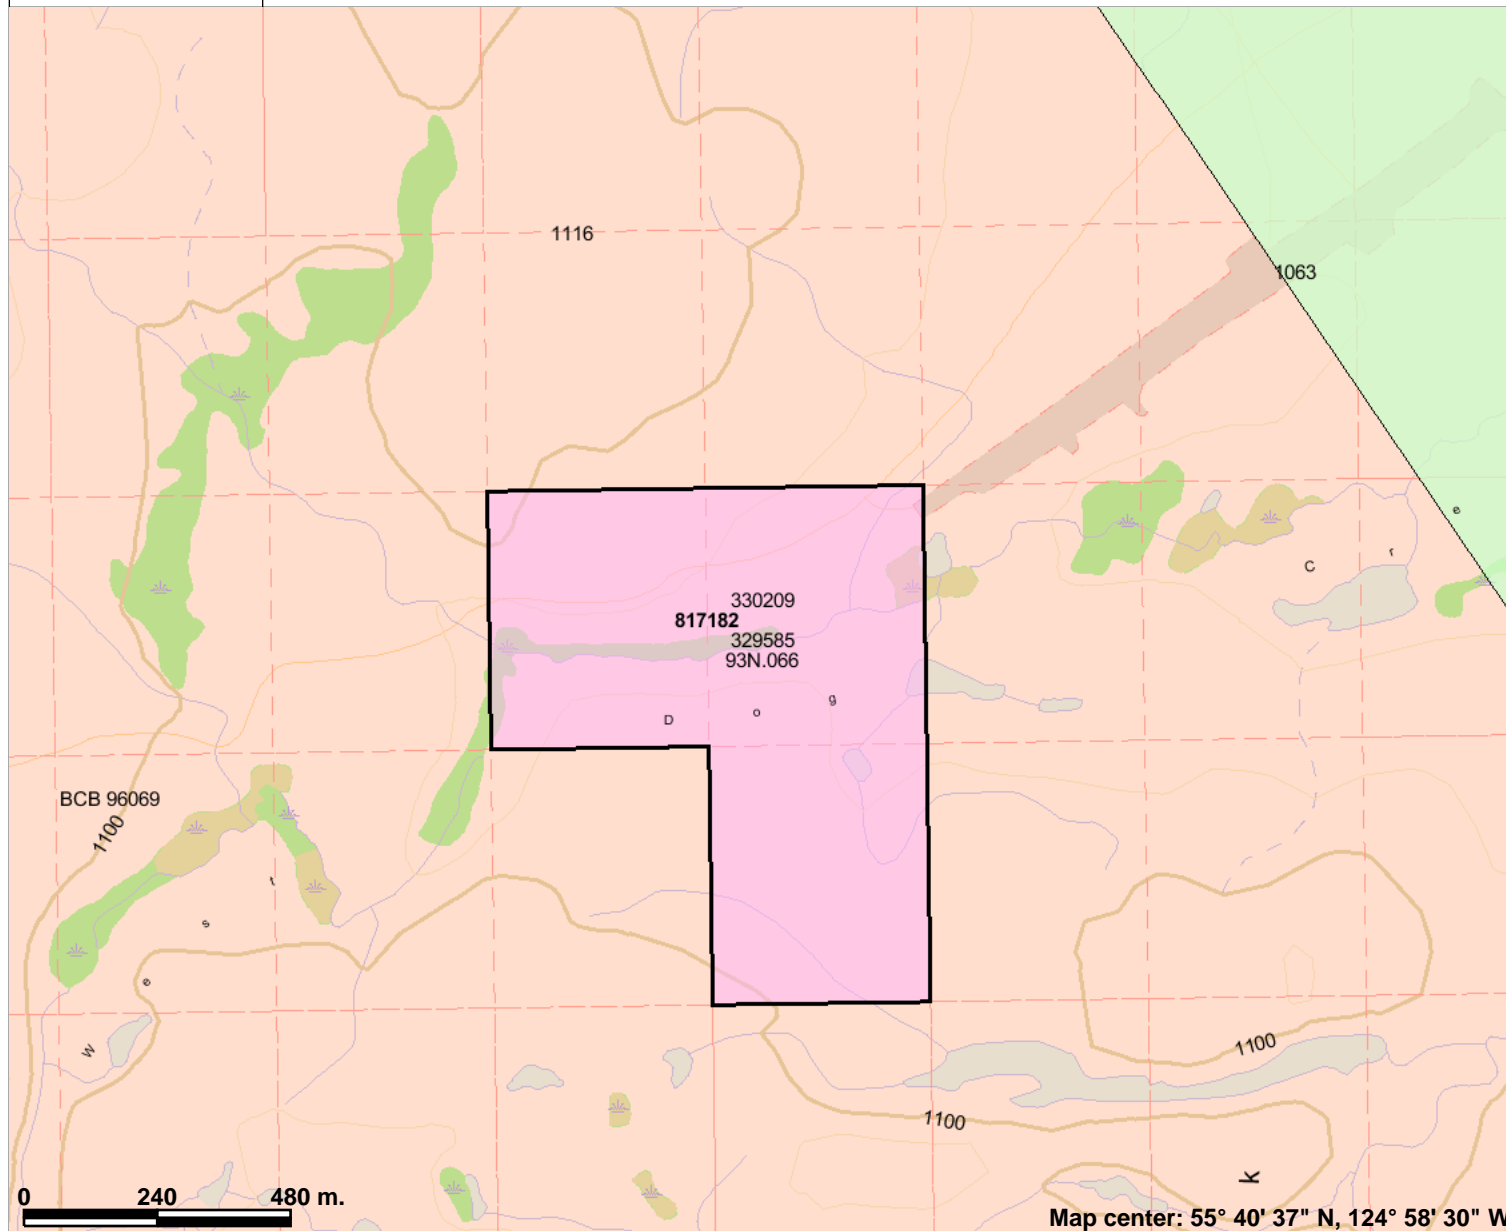 1116
1063
330209
817182
329585
93N.066
D o g
C r e
BCB 96069
1100
W e s t
1100
1100
k
0 240 480 m.
Map center: 55° 40' 37" N, 124° 58' 30" W